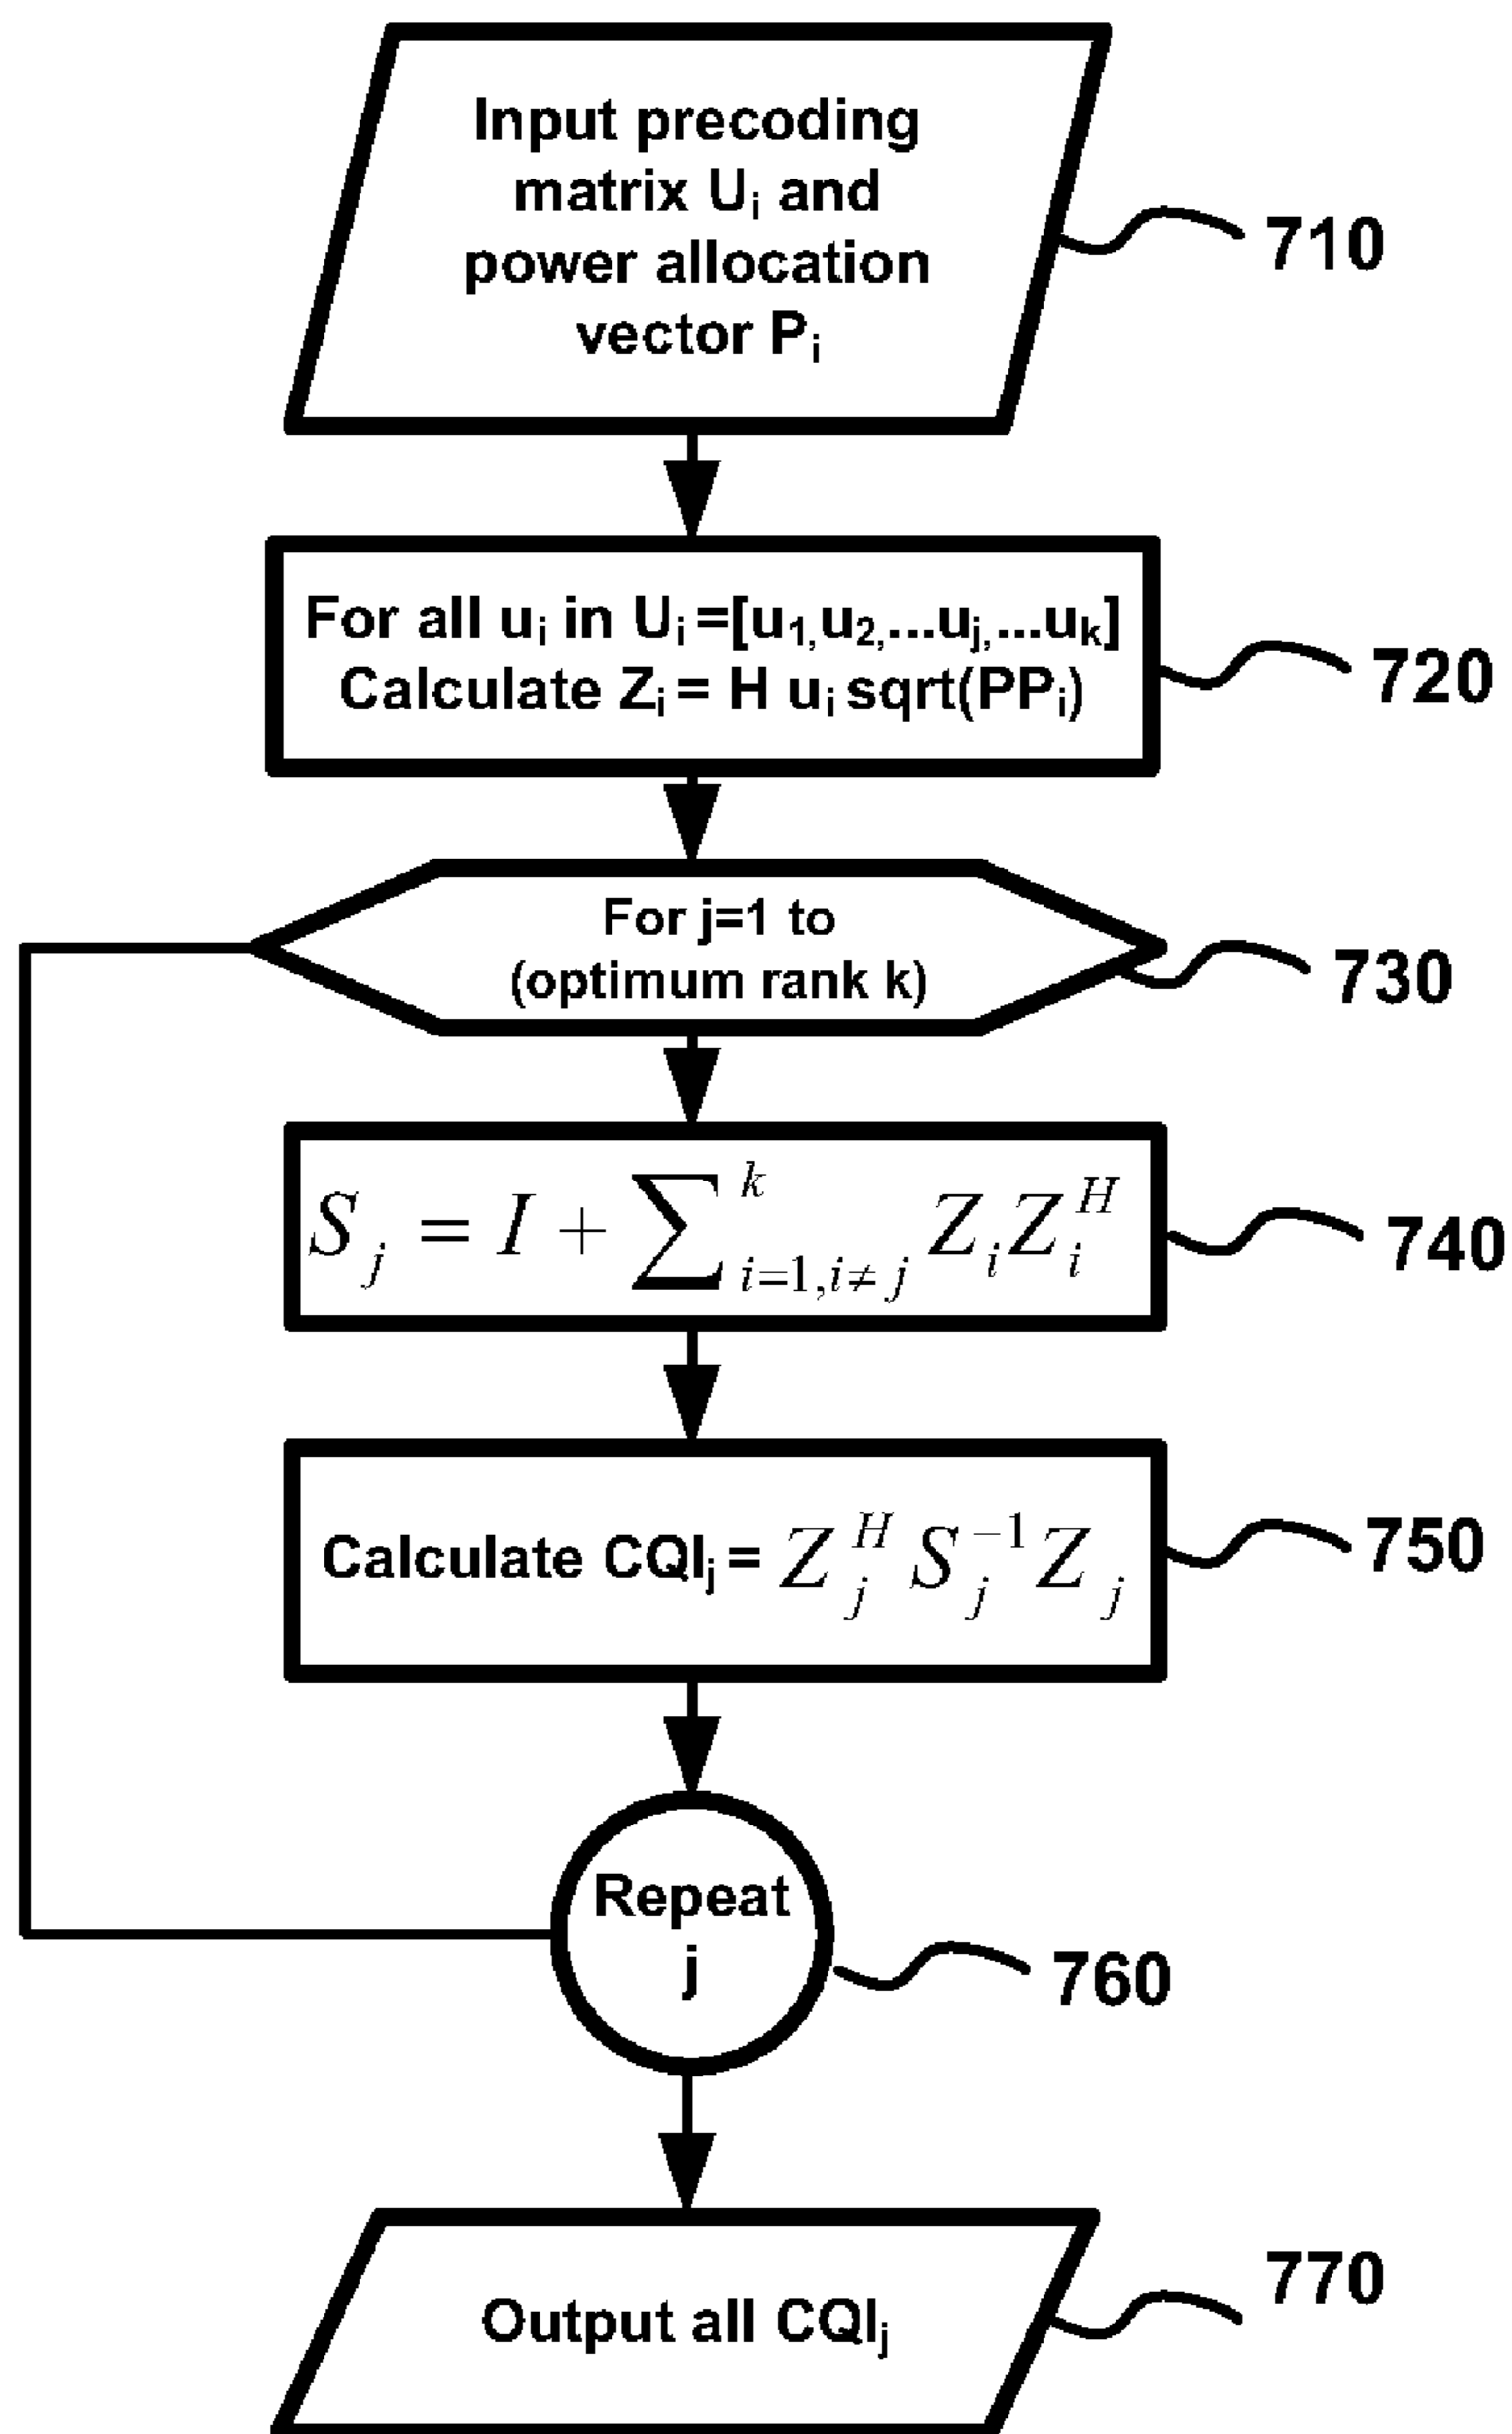 Input precoding
matrix Uᵢ and
power allocation
vector Pᵢ
710
For all uᵢ in Uᵢ =[u₁,u₂,...uⱼ,...uₖ]
Calculate Zᵢ = H uᵢ sqrt(PPᵢ)
720
For j=1 to
(optimum rank k)
730
S_j = I + ∑_{i=1,i≠j}^{k} Z_i Z_i^H
740
Calculate CQIⱼ = Z_j^H S_j^{-1} Z_j
750
Repeat
j
760
Output all CQIⱼ
770